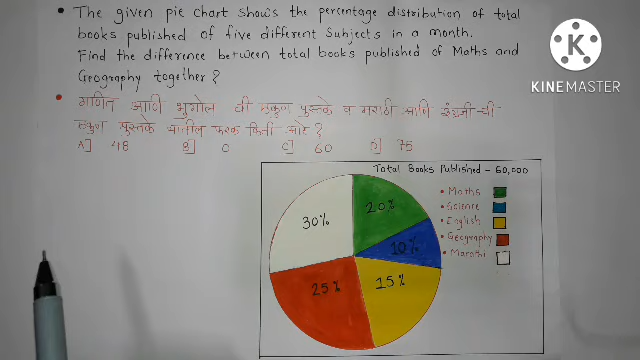 • The given pie chart shows the percentage distribution of total
books published of five different Subjects in a month.
Find the difference between total books published of Maths and
Geography together?
• गणित आणि भुगोल ची एकुण पुस्तके व मराठी आणि इंग्रजी ची
एकुण पुस्तके यातील फरक किती आहे?
A] 48 B] 0 C] 60 D] 75
Total Books Published - 60,000
• Maths
• Science
• English
• Geography
• Marathi
20%
30%
10%
15%
25%
K
KINEMASTER